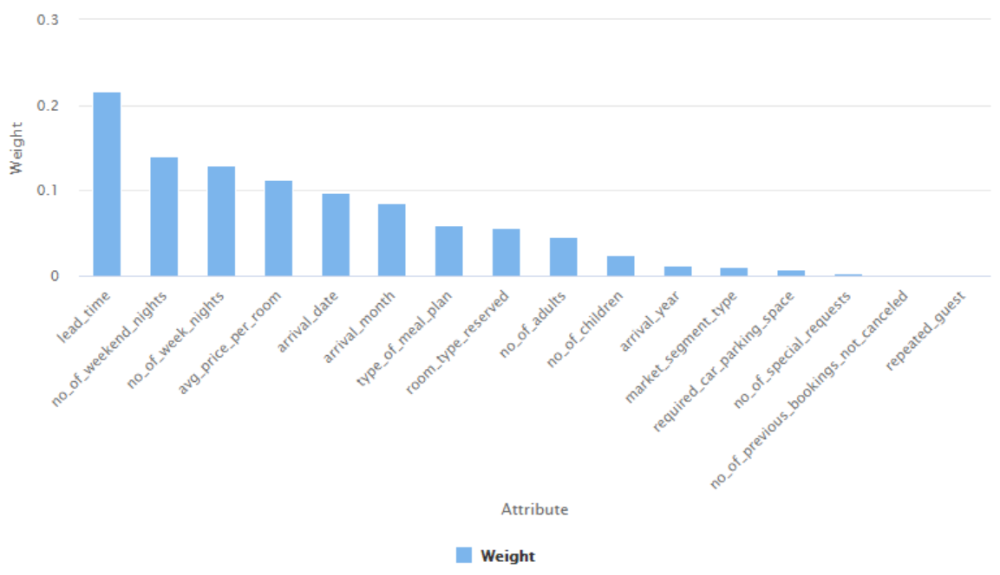 0.3
0.2
0.1
0
Weight
lead_time
no_of_weekend_nights
no_of_week_nights
avg_price_per_room
arrival_date
arrival_month
type_of_meal_plan
room_type_reserved
no_of_adults
no_of_children
arrival_year
market_segment_type
required_car_parking_space
no_of_special_requests
no_of_previous_bookings_not_canceled
repeated_guest
Attribute
Weight